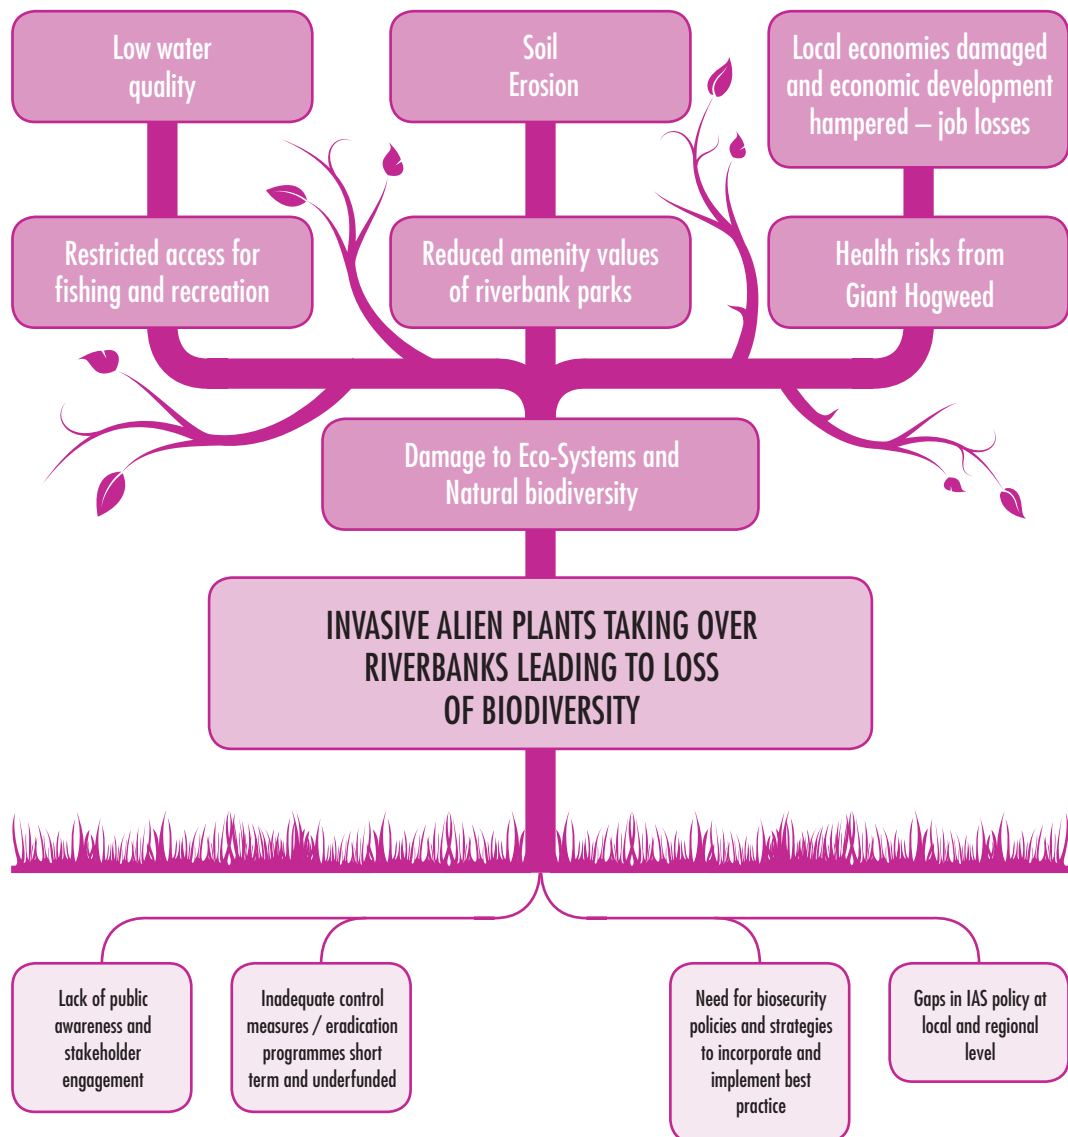 Low water
quality
Soil
Erosion
Local economies damaged
and economic development
hampered – job losses
Restricted access for
fishing and recreation
Reduced amenity values
of riverbank parks
Health risks from
Giant Hogweed
Damage to Eco-Systems and
Natural biodiversity
INVASIVE ALIEN PLANTS TAKING OVER
RIVERBANKS LEADING TO LOSS
OF BIODIVERSITY
Lack of public
awareness and
stakeholder
engagement
Inadequate control
measures / eradication
programmes short
term and underfunded
Need for biosecurity
policies and strategies
to incorporate and
implement best
practice
Gaps in IAS policy at
local and regional
level